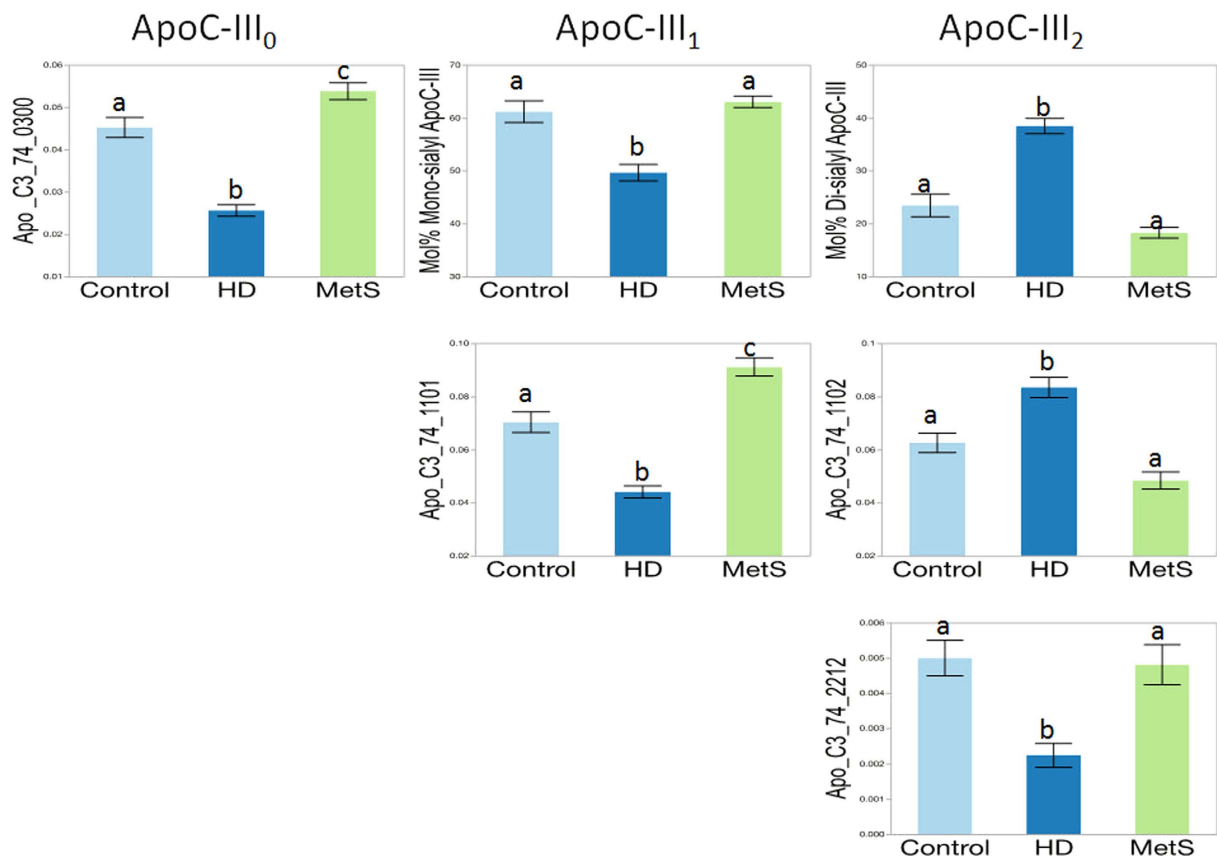 ApoC-III₀
ApoC-III₁
ApoC-III₂
Apo _C3_74_0300
0.06
0.05
0.04
0.03
0.02
0.01
a
b
c
Control HD MetS
Mol% Mono-sialyl ApoC-III
70
60
50
40
30
a
b
a
Control HD MetS
Mol% Di-sialyl ApoC-III
50
40
30
20
10
a
b
a
Control HD MetS
Apo_C3_74_1101
0.10
0.08
0.06
0.04
0.02
a
b
c
Control HD MetS
Apo_C3_74_1102
0.1
0.08
0.06
0.04
0.02
a
b
a
Control HD MetS
Apo_C3_74_2212
0.006
0.005
0.004
0.003
0.002
0.001
0.000
a
b
a
Control HD MetS